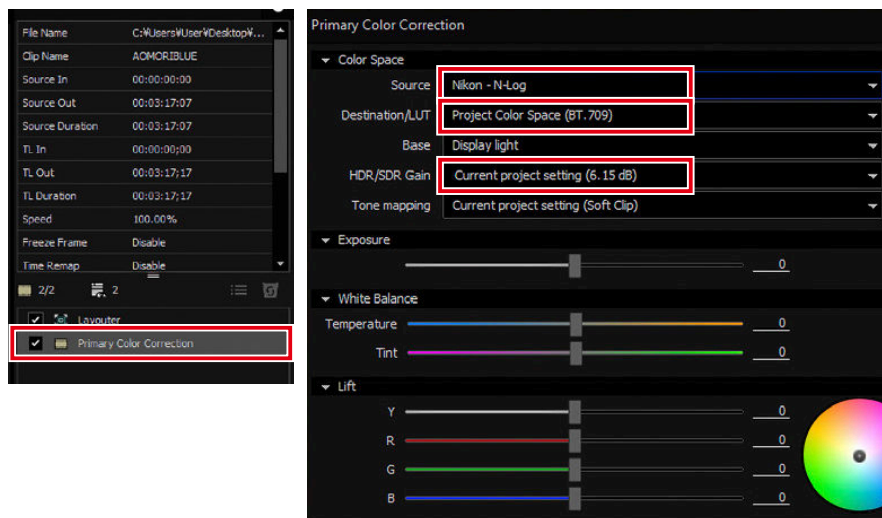 File Name C:¥Users¥User¥Desktop¥...
Clip Name AOMORIBLUE
Source In 00:00:00:00
Source Out 00:03:17:07
Source Duration 00:03:17:07
TL In 00:00:00;00
TL Out 00:03:17;17
TL Duration 00:03:17;17
Speed 100.00%
Freeze Frame Disable
Time Remap Disable
2/2 2
Layouter
Primary Color Correction
Primary Color Correction
Color Space
Source Nikon - N-Log
Destination/LUT Project Color Space (BT.709)
Base Display light
HDR/SDR Gain Current project setting (6.15 dB)
Tone mapping Current project setting (Soft Clip)
Exposure
0
White Balance
Temperature 0
Tint 0
Lift
Y 0
R 0
G 0
B 0